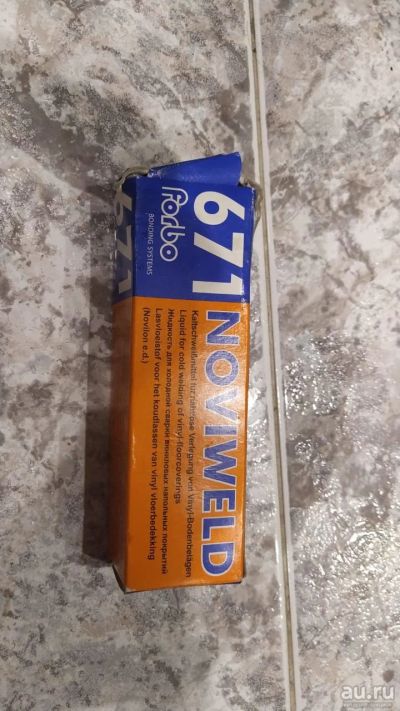 671
forbo
BONDING SYSTEMS
671
NOVIWELD
Kaltschweißmittel für nahtlose Verlegung von Vinyl-Bodenbelägen
Liquid for cold welding of vinyl-floorcoverings
Жидкость для холодной сварки виниловых напольных покрытий
Lasvloeistof voor het koudlassen van vinyl vloerbedekking
(Novilon e.d.)
au.ru